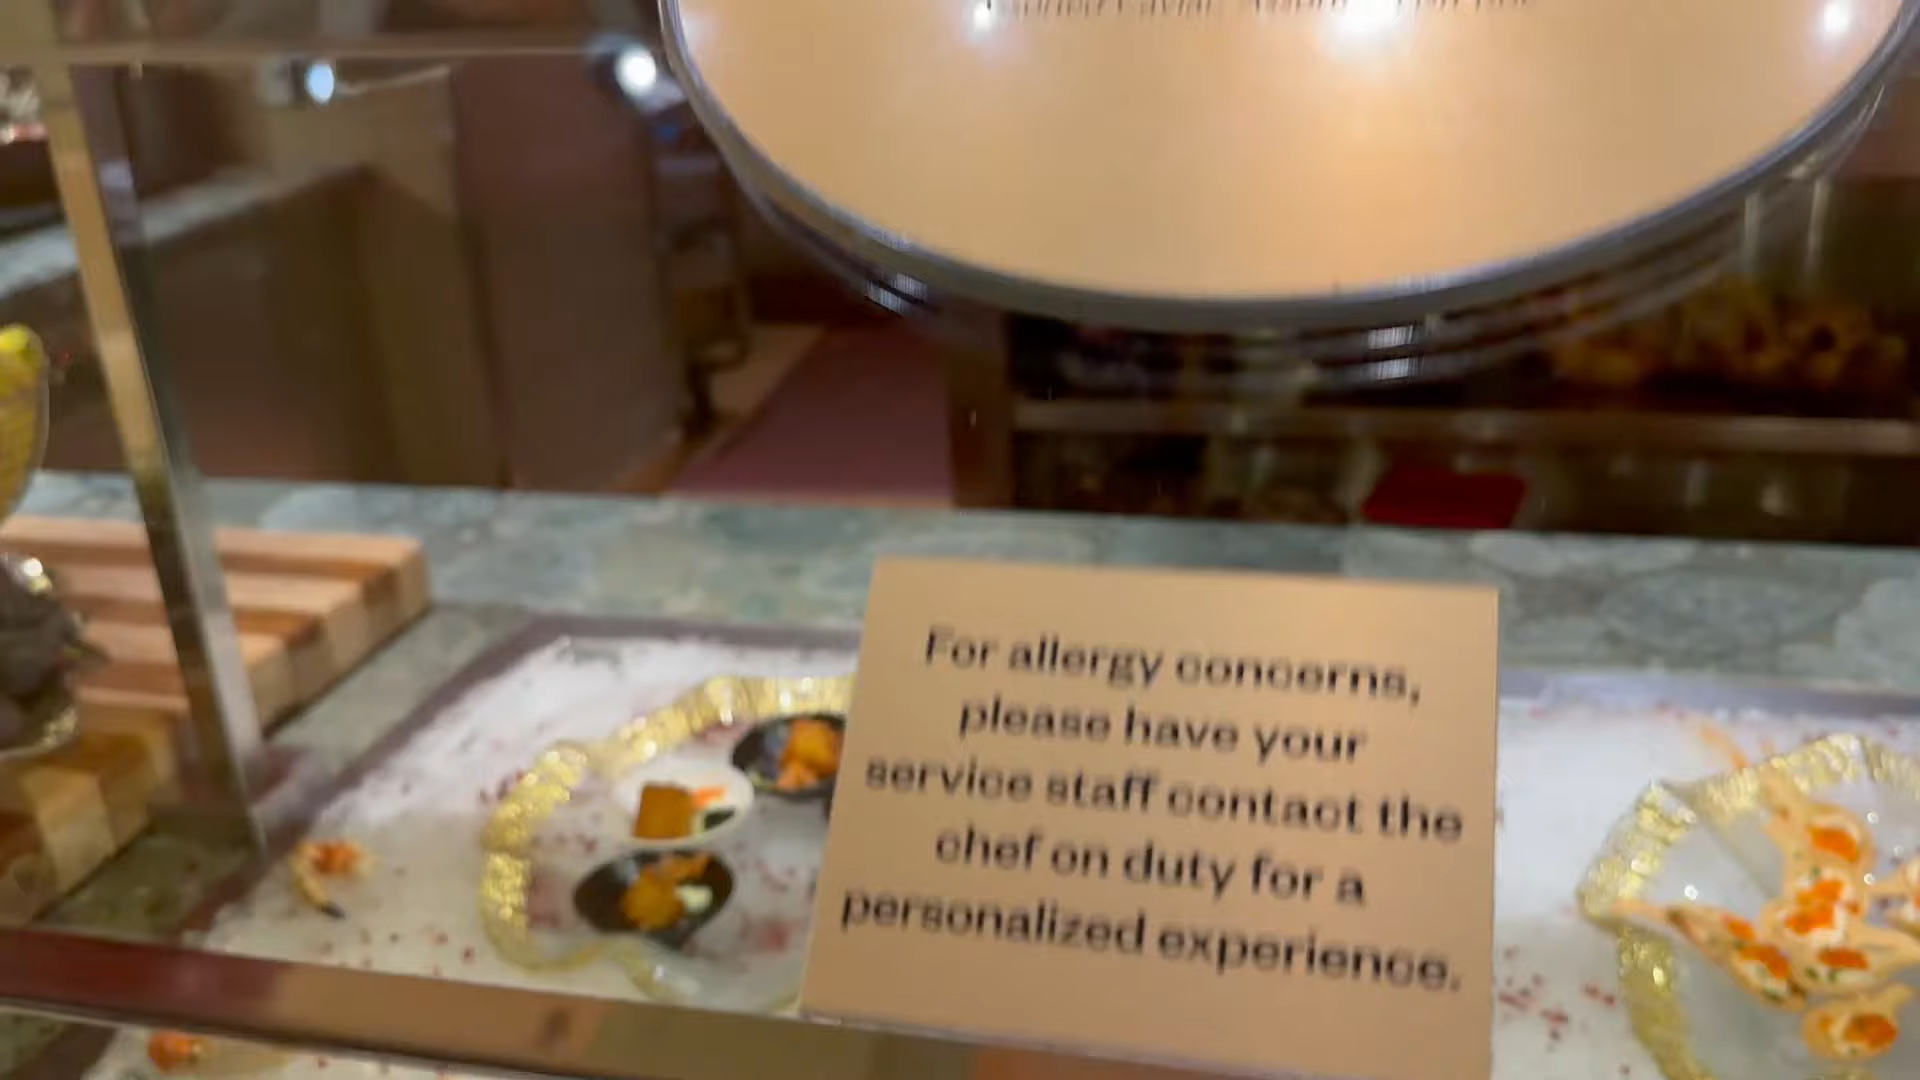 For allergy concerns,
please have your
service staff contact the
chef on duty for a
personalized experience.